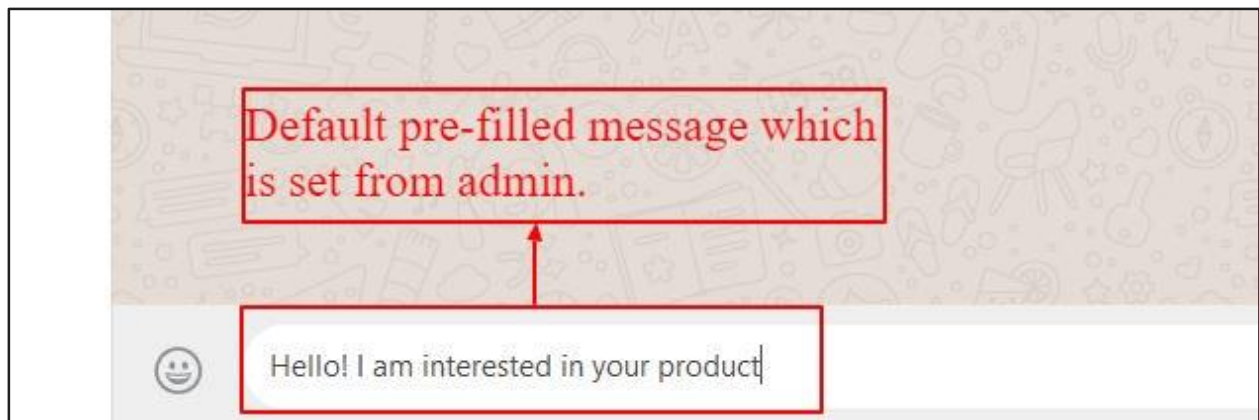 Default pre-filled message which
is set from admin.
Hello! I am interested in your product